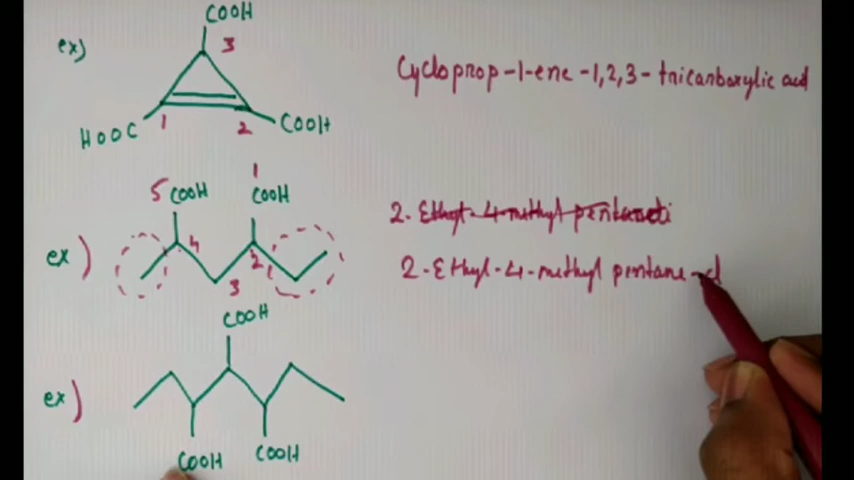 COOH
ex) 3 Cycloprop-1-ene-1,2,3-tricarboxylic acid
HOOC 1 2 COOH
5 COOH 1 COOH
2-Ethyl-4-methyl pentanedi
ex) 4 2
3 2-Ethyl-4-methyl pentane-d
COOH
ex)
COOH COOH